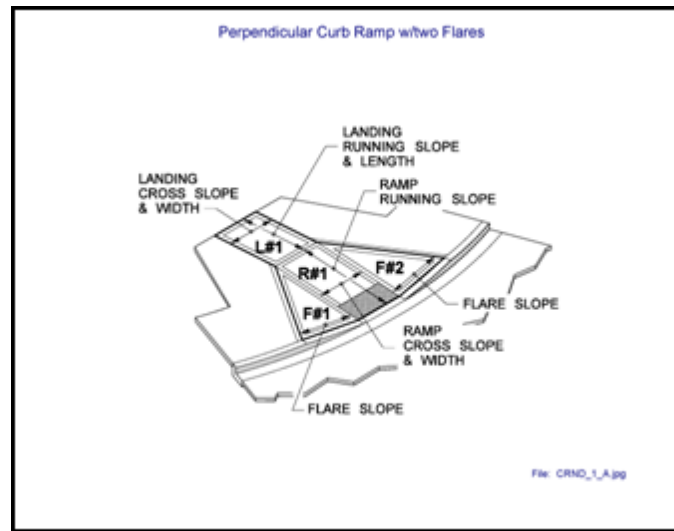 Perpendicular Curb Ramp w/two Flares
LANDING
RUNNING SLOPE
& LENGTH
LANDING
CROSS SLOPE
& WIDTH
RAMP
RUNNING SLOPE
L#1
R#1
F#2
F#1
FLARE SLOPE
RAMP
CROSS SLOPE
& WIDTH
FLARE SLOPE
File: CRND_1_A.jpg